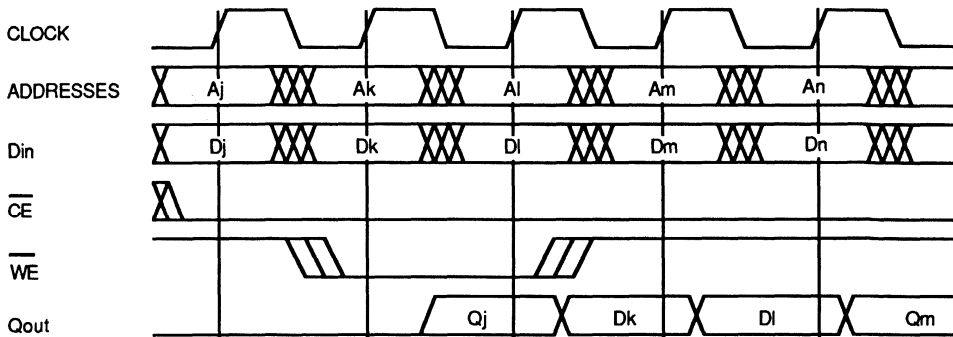 CLOCK
ADDRESSES Aj Ak Al Am An
Din Dj Dk Dl Dm Dn
CE
WE
Qout Qj Dk Dl Qm